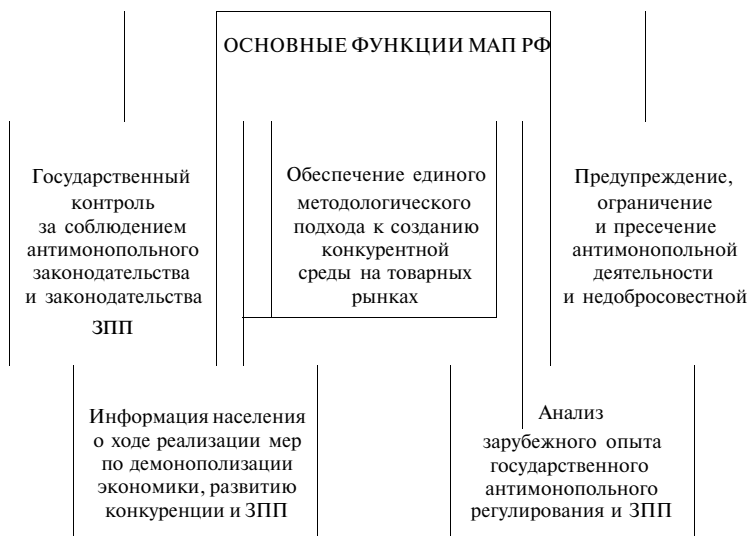 ОСНОВНЫЕ ФУНКЦИИ МАП РФ
Государственный
контроль
за соблюдением
антимонопольного
законодательства
и законодательства
ЗПП
Обеспечение единого
методологического
подхода к созданию
конкурентной
среды на товарных
рынках
Предупреждение,
ограничение
и пресечение
антимонопольной
деятельности
и недобросовестной
Информация населения
о ходе реализации мер
по демонополизации
экономики, развитию
конкуренции и ЗПП
Анализ
зарубежного опыта
государственного
антимонопольного
регулирования и ЗПП